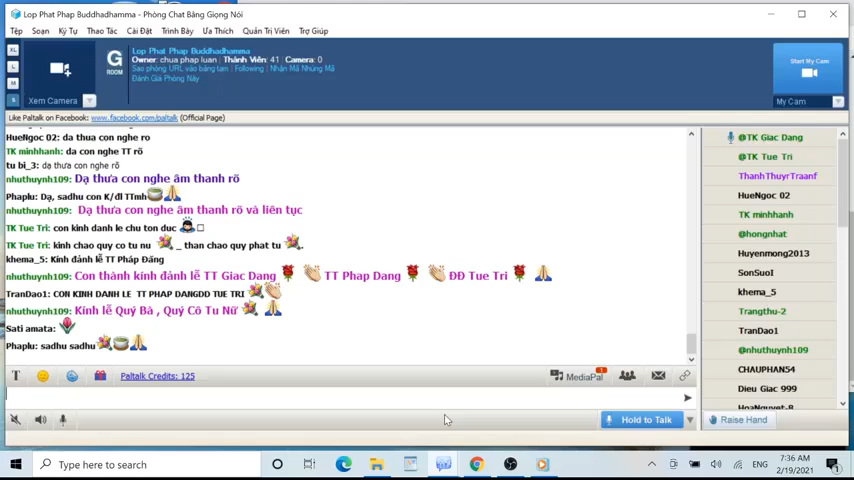 Lop Phat Phap Buddhadhamma - Phòng Chat Bằng Giọng Nói
Tệp Soạn Ký Tự Thao Tác Cài Đặt Trình Bày Ưa Thích Quản Trị Viên Trợ Giúp
XL
L
M
S
Xem Camera
G
ROOM
Lop Phat Phap Buddhadhamma
Owner: chua phap luan : Thành Viên: 41 : Camera: 0
Sao phòng URL vào bảng tạm : Following : Nhận Mã Nhúng Mã
Đánh Giá Phòng Này
Start My Cam
My Cam
Like Paltalk on Facebook: www.facebook.com/paltalk (Official Page)
HueNgoc 02: da thua con nghe ro
TK minhhanh: da con nghe TT rõ
tu bi_3: dạ thưa con nghe rõ
nhuthuynh109: Dạ thưa con nghe âm thanh rõ
Phaplu: Dạ, sadhu con K/đl TTmh
nhuthuynh109: Dạ thưa con nghe âm thanh rõ và liên tục
TK Tue Tri: con kinh danh le chu ton duc
TK Tue Tri: kinh chao quy co tu nu _ than chao quy phat tu .
khema_5: Kính đảnh lễ TT Pháp Đăng
nhuthuynh109: Con thành kính đảnh lễ TT Giac Dang TT Phap Dang ĐĐ Tue Tri
TranDao1: CON KINH DANH LE TT PHAP DANGDD TUE TRI
nhuthuynh109: Kính lễ Quý Bà , Quý Cô Tu Nữ
Sati amata:
Phaplu: sadhu sadhu
@TK Giac Dang
@TK Tue Tri
ThanhThuyrTraanf
HueNgoc 02
TK minhhanh
@hongnhat
Huyenmong2013
SonSuoI
khema_5
Trangthu-2
TranDao1
@nhuthuynh109
CHAUPHAN54
Dieu Giac 999
HoaNguyet-8
T Paltalk Credits: 125 MediaPal 1
Hold to Talk
Raise Hand
Type here to search
ENG
7:36 AM
2/19/2021
1